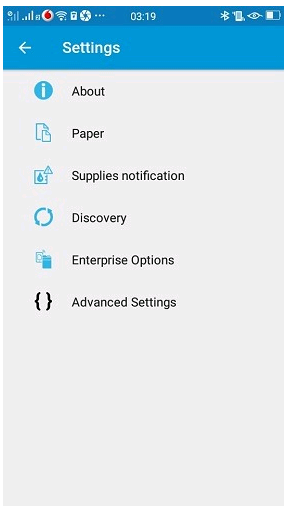 03:19
Settings
About
Paper
Supplies notification
Discovery
Enterprise Options
Advanced Settings